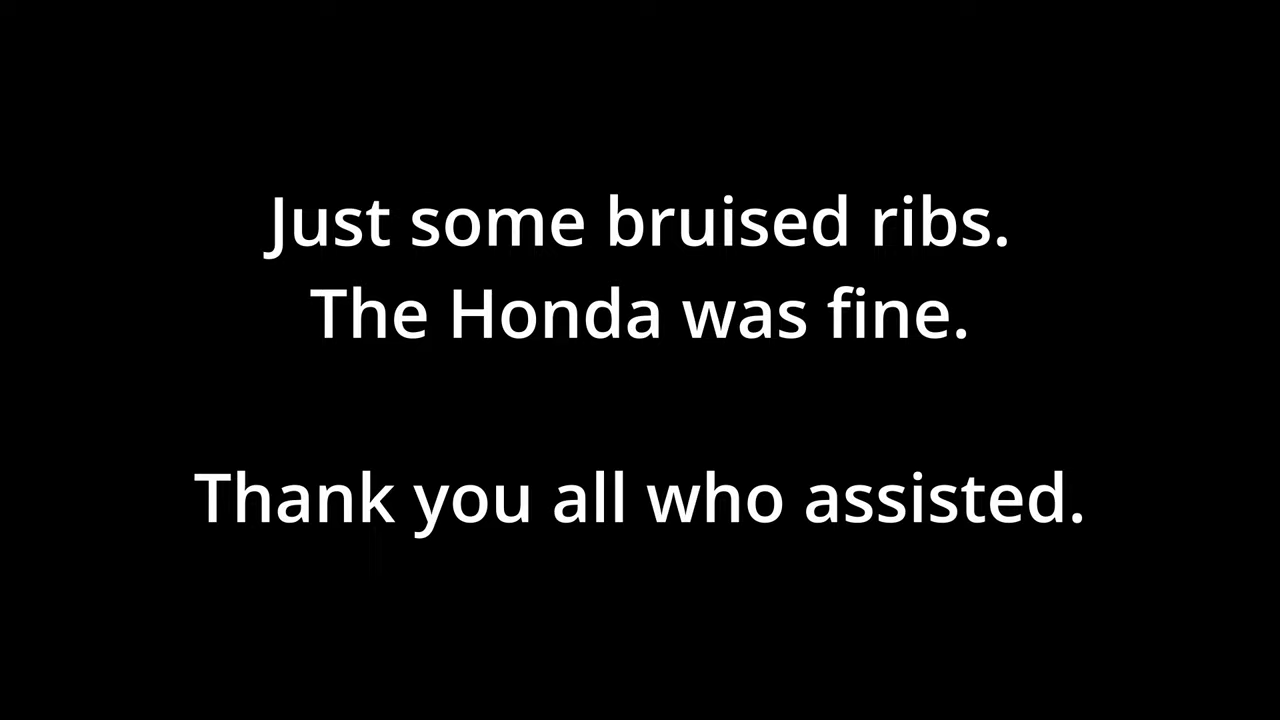 Just some bruised ribs.
The Honda was fine.
Thank you all who assisted.